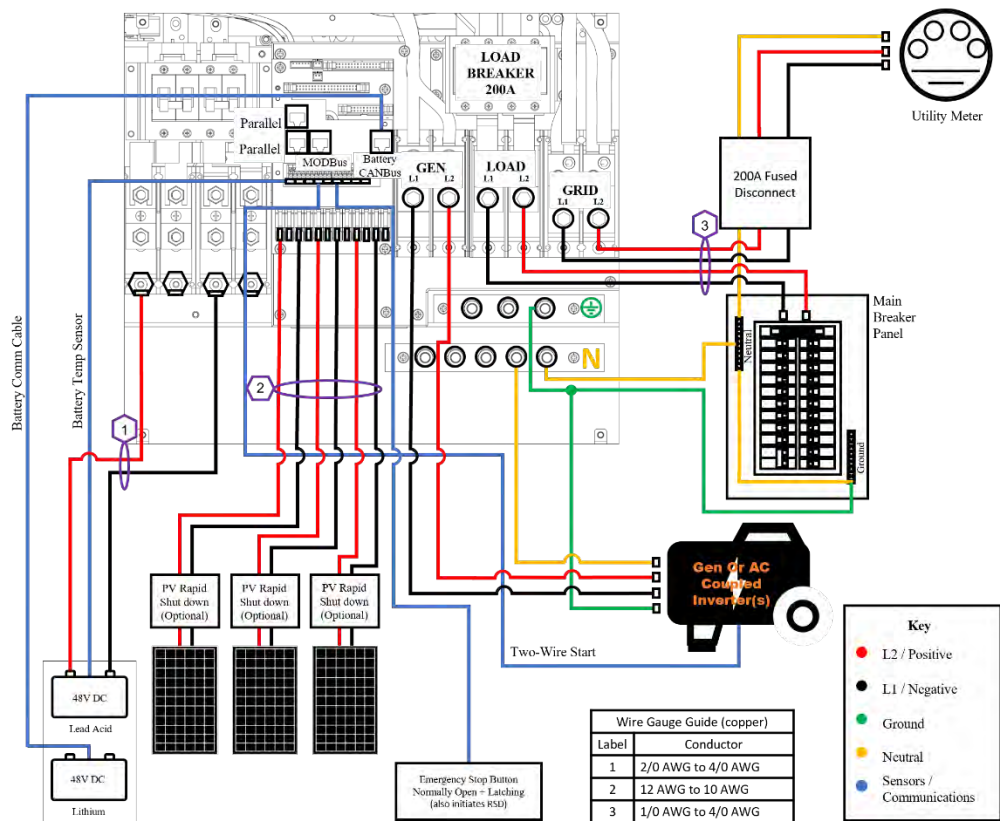 LOAD
BREAKER
200A
Utility Meter
Parallel
Parallel
MODBus
Battery
CANBus
GEN
L1
L2
LOAD
L1
L2
GRID
L1
L2
200A Fused
Disconnect
3
Main
Breaker
Panel
Neutral
Ground
N
Battery Comm Cable
Battery Temp Sensor
1
2
PV Rapid
Shut down
(Optional)
PV Rapid
Shut down
(Optional)
PV Rapid
Shut down
(Optional)
Gen Or AC
Coupled
Inverter(s)
Two-Wire Start
48V DC
Lead Acid
48V DC
Lithium
Emergency Stop Button
Normally Open + Latching
(also initiates RSD)
Wire Gauge Guide (copper)
Label Conductor
1 2/0 AWG to 4/0 AWG
2 12 AWG to 10 AWG
3 1/0 AWG to 4/0 AWG
Key
L2 / Positive
L1 / Negative
Ground
Neutral
Sensors /
Communications